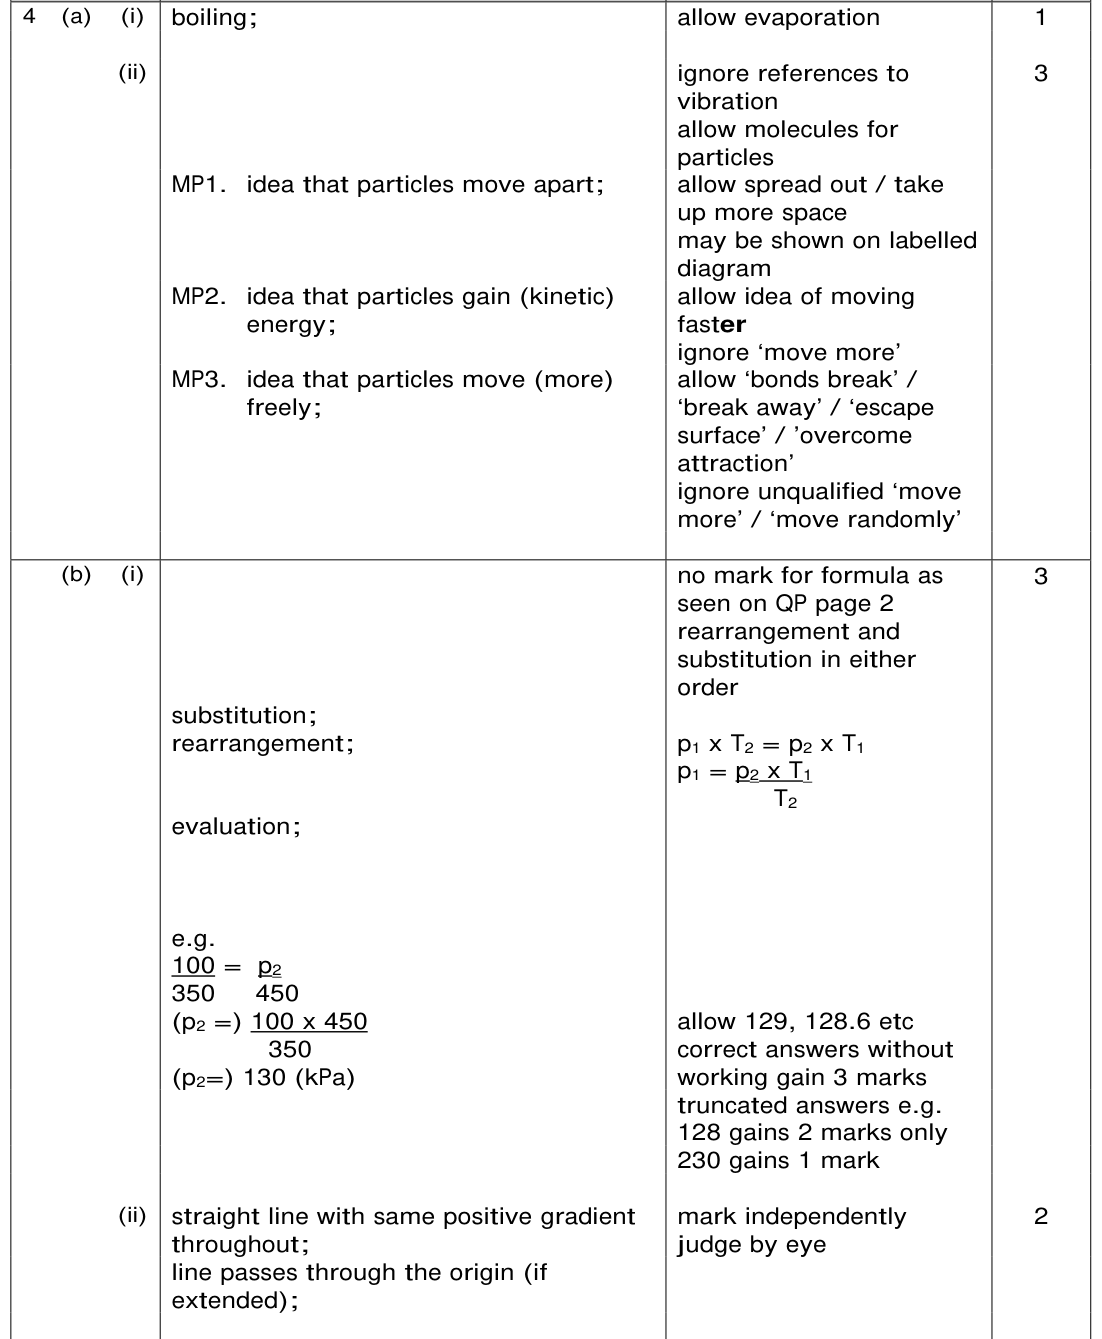 4 (a) (i) boiling; allow evaporation 1
(ii) ignore references to 3
vibration
allow molecules for
particles
MP1. idea that particles move apart; allow spread out / take
up more space
may be shown on labelled
diagram
MP2. idea that particles gain (kinetic) allow idea of moving
energy; faster
ignore ‘move more’
MP3. idea that particles move (more) allow ‘bonds break’ /
freely; ‘break away’ / ‘escape
surface’ / ’overcome
attraction’
ignore unqualified ‘move
more’ / ‘move randomly’
(b) (i) no mark for formula as 3
seen on QP page 2
rearrangement and
substitution in either
order
substitution;
rearrangement; p₁ x T₂ = p₂ x T₁
p₁ = p₂ x T₁
T₂
evaluation;
e.g.
100 = p₂
350 450
(p₂ =) 100 x 450 allow 129, 128.6 etc
350 correct answers without
(p₂=) 130 (kPa) working gain 3 marks
truncated answers e.g.
128 gains 2 marks only
230 gains 1 mark
(ii) straight line with same positive gradient mark independently 2
throughout; judge by eye
line passes through the origin (if
extended);